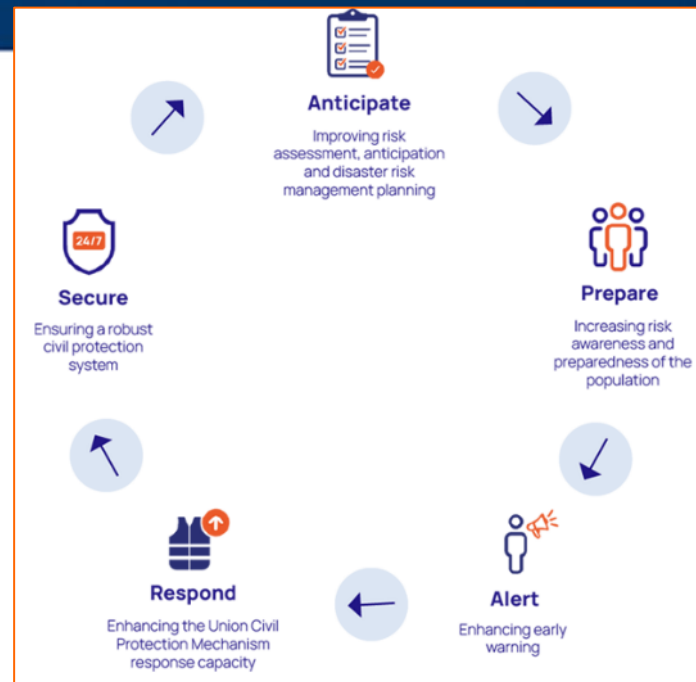 Anticipate
Improving risk
assessment, anticipation
and disaster risk
management planning
24/7
Secure
Ensuring a robust
civil protection
system
Prepare
Increasing risk
awareness and
preparedness of the
population
Respond
Enhancing the Union Civil
Protection Mechanism
response capacity
Alert
Enhancing early
warning